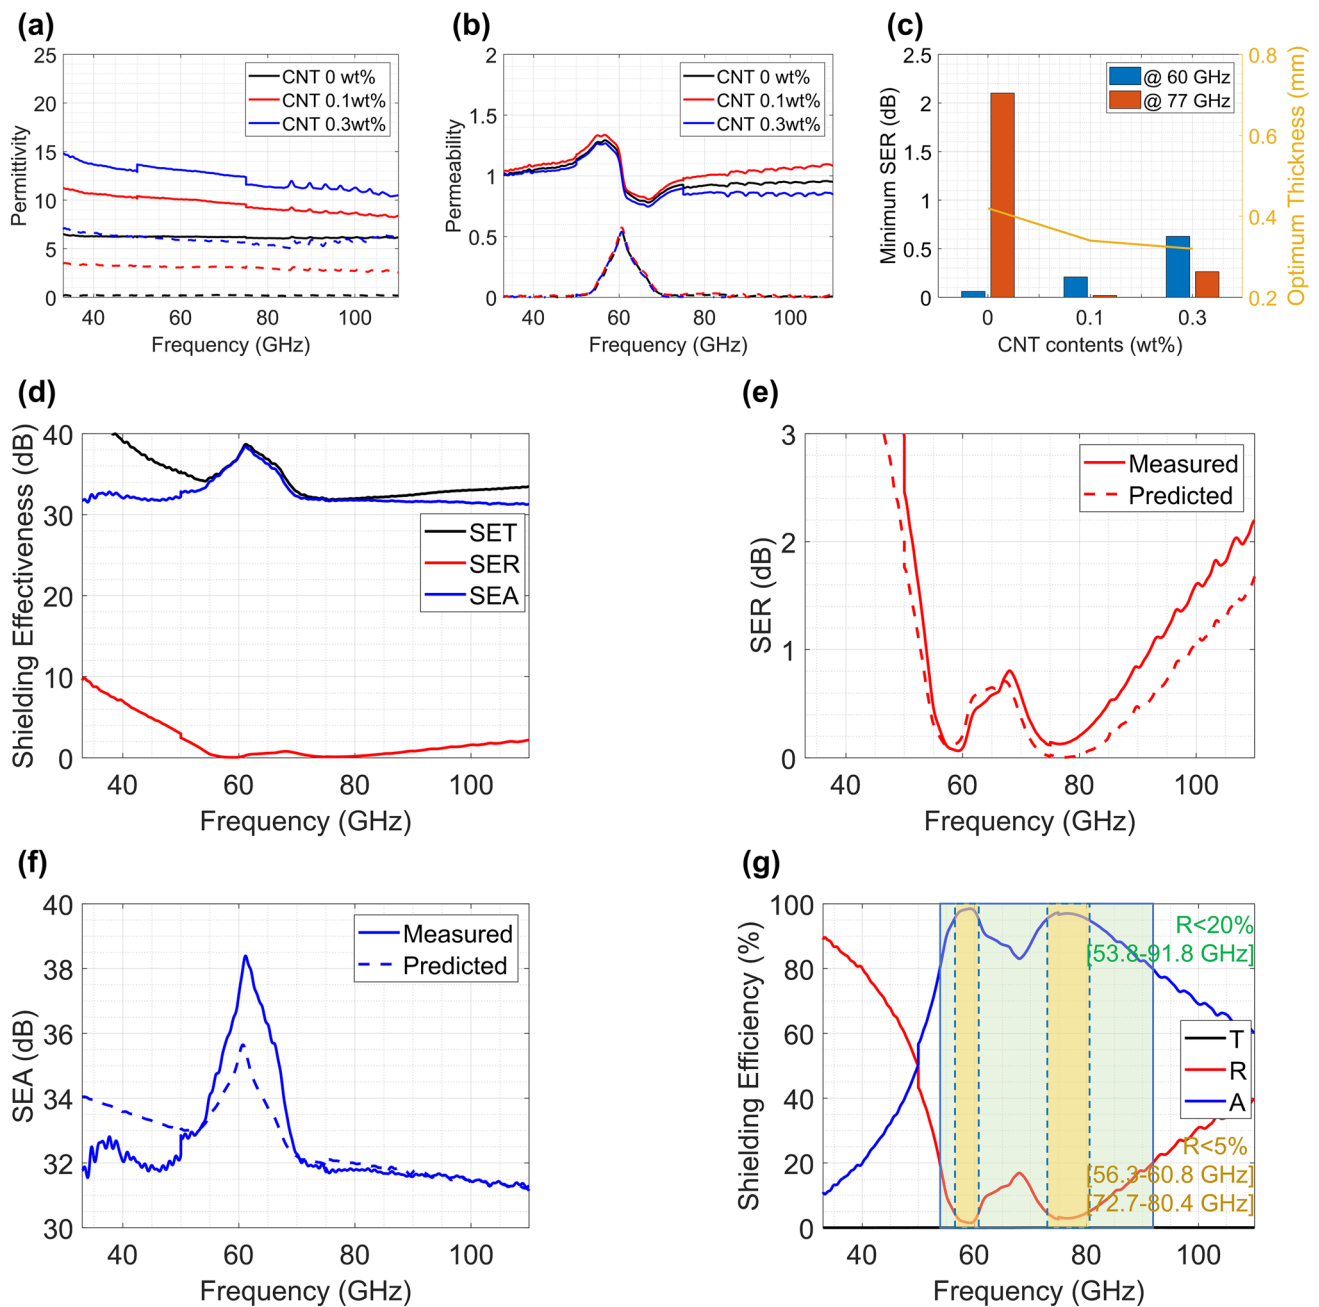 (a)
25
20
15
10
5
0
Permittivity
CNT 0 wt%
CNT 0.1wt%
CNT 0.3wt%
40 60 80 100
Frequency (GHz)
(b)
2
1.5
1
0.5
0
Permeability
CNT 0 wt%
CNT 0.1wt%
CNT 0.3wt%
40 60 80 100
Frequency (GHz)
(c)
2.5
2
1.5
1
0.5
0
Minimum SER (dB)
@ 60 GHz
@ 77 GHz
0.8
0.6
0.4
0.2
Optimum Thickness (mm)
0 0.1 0.3
CNT contents (wt%)
(d)
40
30
20
10
0
Shielding Effectiveness (dB)
SET
SER
SEA
40 60 80 100
Frequency (GHz)
(e)
3
2
1
0
SER (dB)
Measured
Predicted
40 60 80 100
Frequency (GHz)
(f)
40
38
36
34
32
30
SEA (dB)
Measured
Predicted
40 60 80 100
Frequency (GHz)
(g)
100
80
60
40
20
0
Shielding Efficiency (%)
R<20%
[53.8-91.8 GHz]
T
R
A
R<5%
[56.3-60.8 GHz]
[72.7-80.4 GHz]
40 60 80 100
Frequency (GHz)